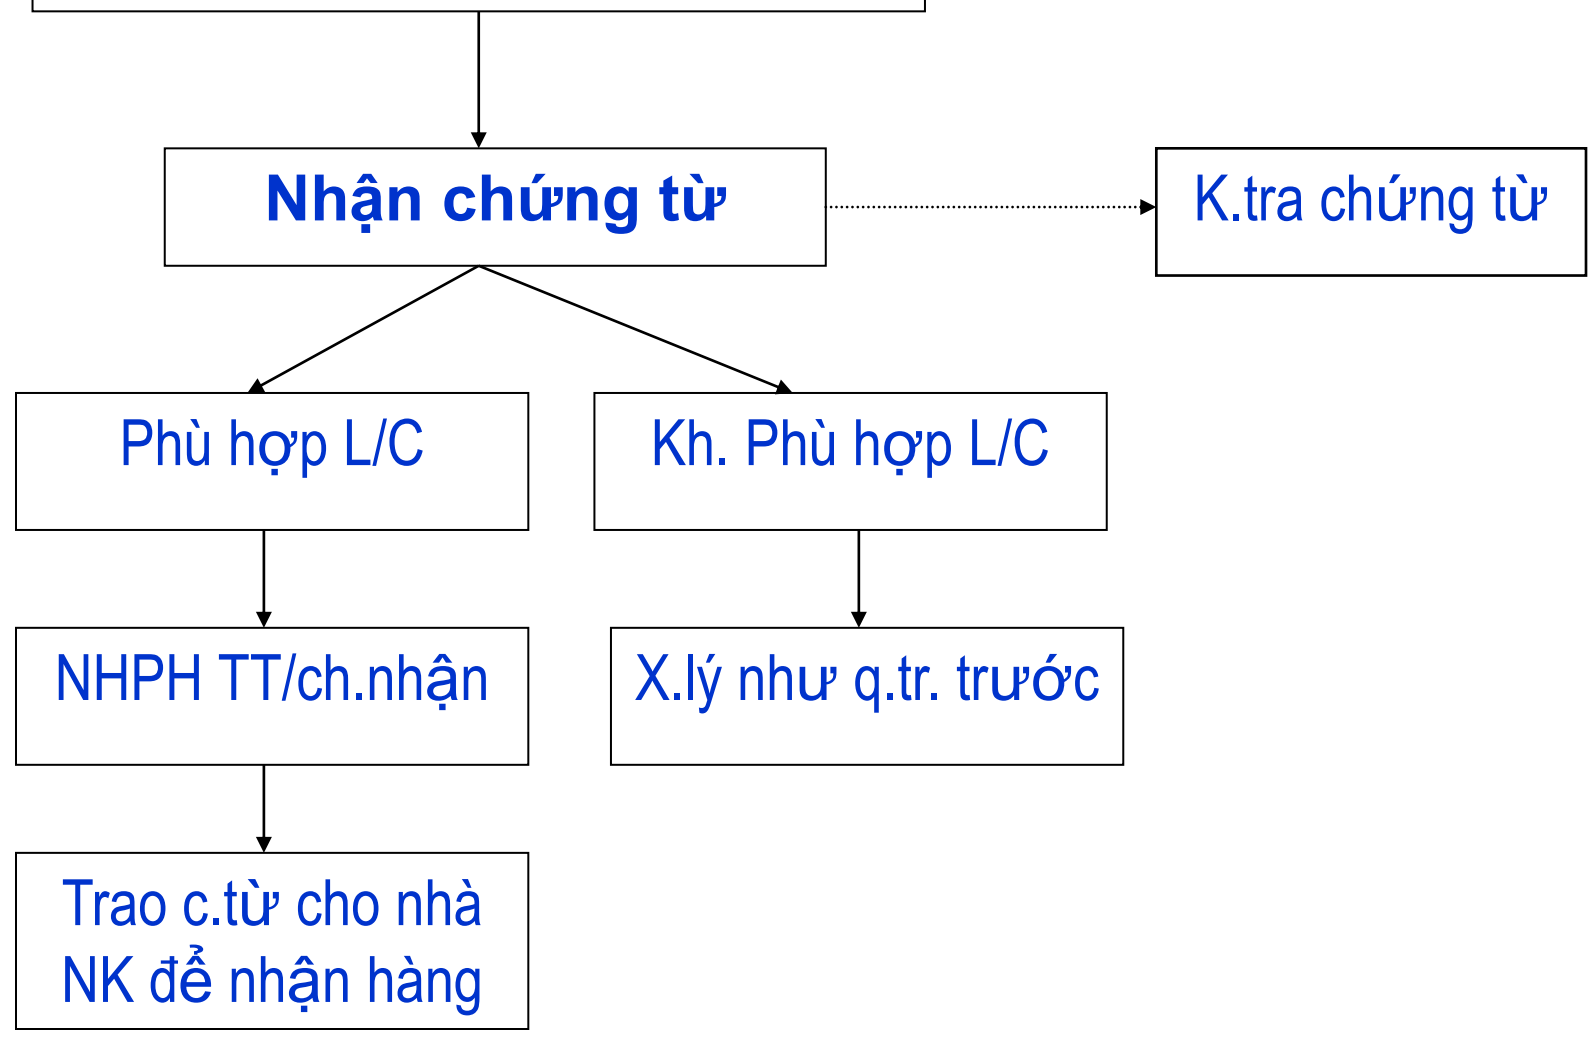 Nhận chứng từ
K.tra chứng từ
Phù hợp L/C
Kh. Phù hợp L/C
NHPH TT/ch.nhận
X.lý như q.tr. trước
Trao c.từ cho nhà
NK để nhận hàng